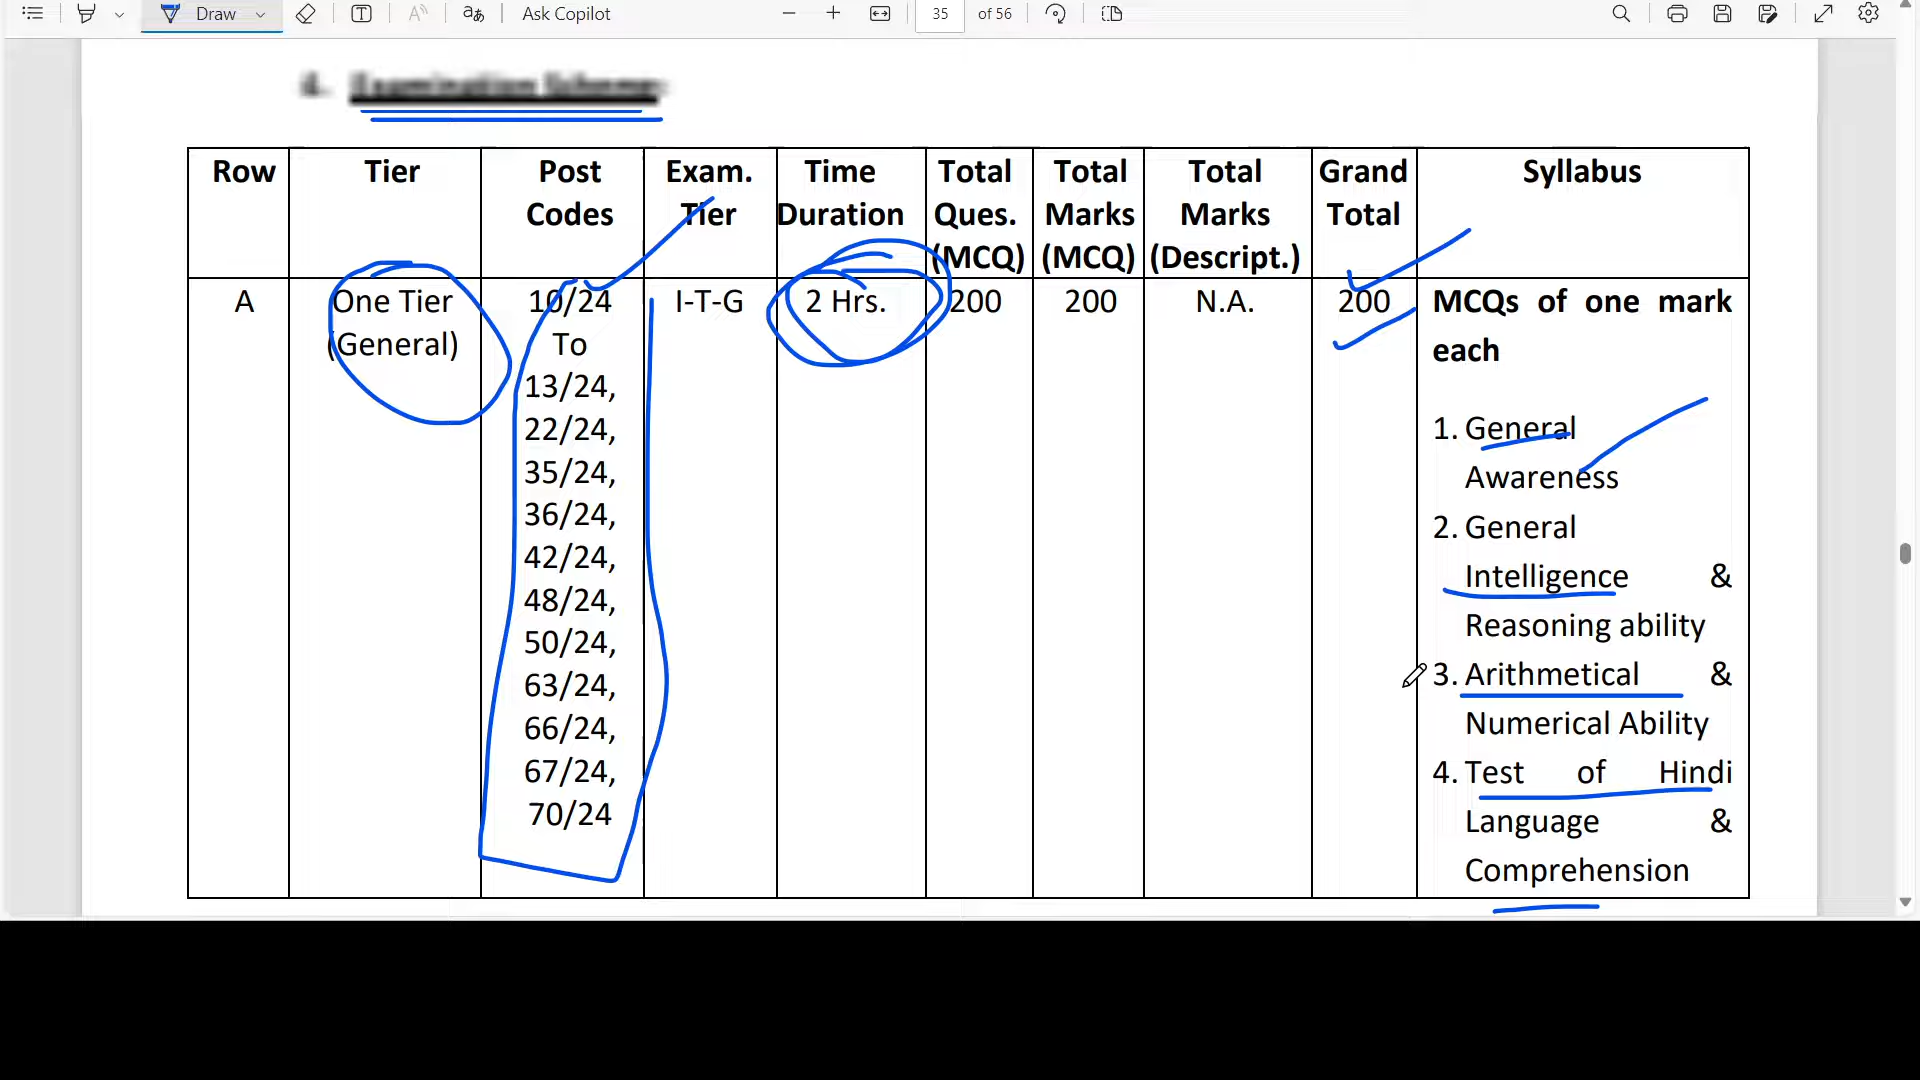 Draw
Ask Copilot
35 of 56
Row Tier Post Codes Exam. Tier Time Duration Total Ques. (MCQ) Total Marks (MCQ) Total Marks (Descript.) Grand Total Syllabus
A One Tier (General) 10/24 I-T-G 2 Hrs. 200 200 N.A. 200
To
13/24,
22/24,
35/24,
36/24,
42/24,
48/24,
50/24,
63/24,
66/24,
67/24,
70/24
MCQs of one mark
each
1. General
Awareness
2. General
Intelligence &
Reasoning ability
3. Arithmetical &
Numerical Ability
4. Test of Hindi
Language &
Comprehension